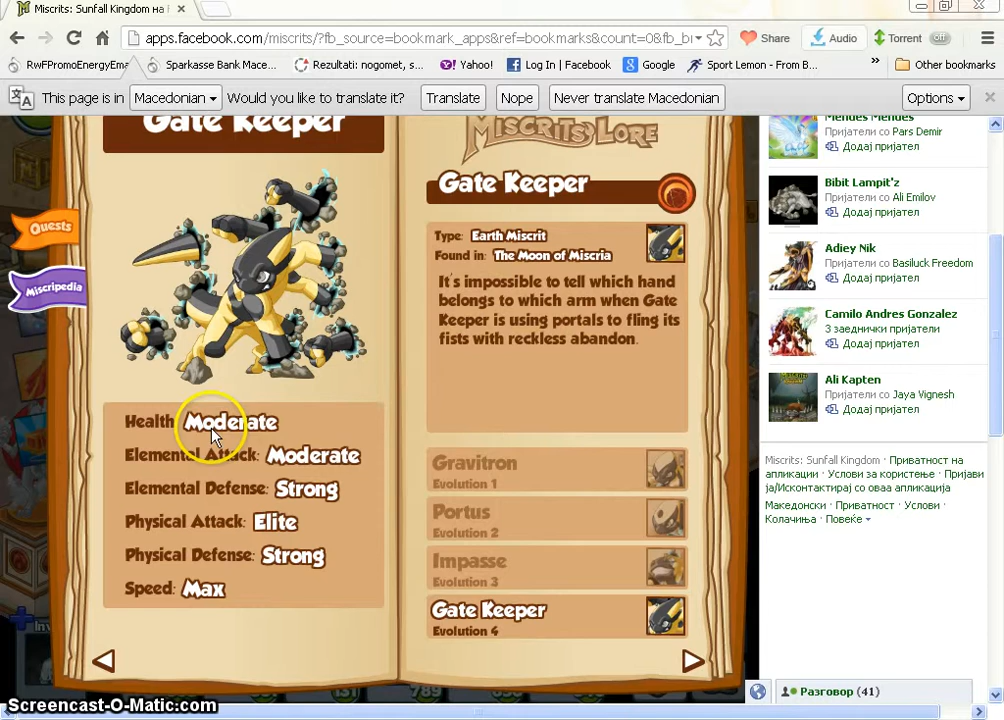 Miscrits: Sunfall Kingdom на
apps.facebook.com/miscrits/?fb_source=bookmark_apps&ref=bookmarks&count=0&fb_b
Share
Audio
Torrent
Off
RwFPromoEnergyEma
Sparkasse Bank Mace...
Rezultati: nogomet, s...
Yahoo!
Log In | Facebook
Google
Sport Lemon - From B...
»
Other bookmarks
This page is in
Macedonian
Would you like to translate it?
Translate
Nope
Never translate Macedonian
Options
Gate Keeper
Quests
Miscripedia
Health: Moderate
Elemental Attack: Moderate
Elemental Defense: Strong
Physical Attack: Elite
Physical Defense: Strong
Speed: Max
Miscrits Lore
Gate Keeper
Type: Earth Miscrit
Found in: The Moon of Miscria
It's impossible to tell which hand
belongs to which arm when Gate
Keeper is using portals to fling its
fists with reckless abandon.
Gravitron
Evolution 1
Portus
Evolution 2
Impasse
Evolution 3
Gate Keeper
Evolution 4
Mendes Mendes
Пријатели со Pars Demir
Додај пријател
Bibit Lampit'z
Пријатели со Ali Emilov
Додај пријател
Adiey Nik
Пријатели со Basiluck Freedom
Додај пријател
Camilo Andres Gonzalez
3 заеднички пријатели
Додај пријател
Ali Kapten
Пријатели со Jaya Vignesh
Додај пријател
Miscrits: Sunfall Kingdom · Приватност на
апликации · Услови за користење · Пријави
ја/Исконтактирај со оваа апликација
Македонски · Приватност · Услови ·
Колачиња · Повеќе
131
789
Разговор (41)
Screencast-O-Matic.com